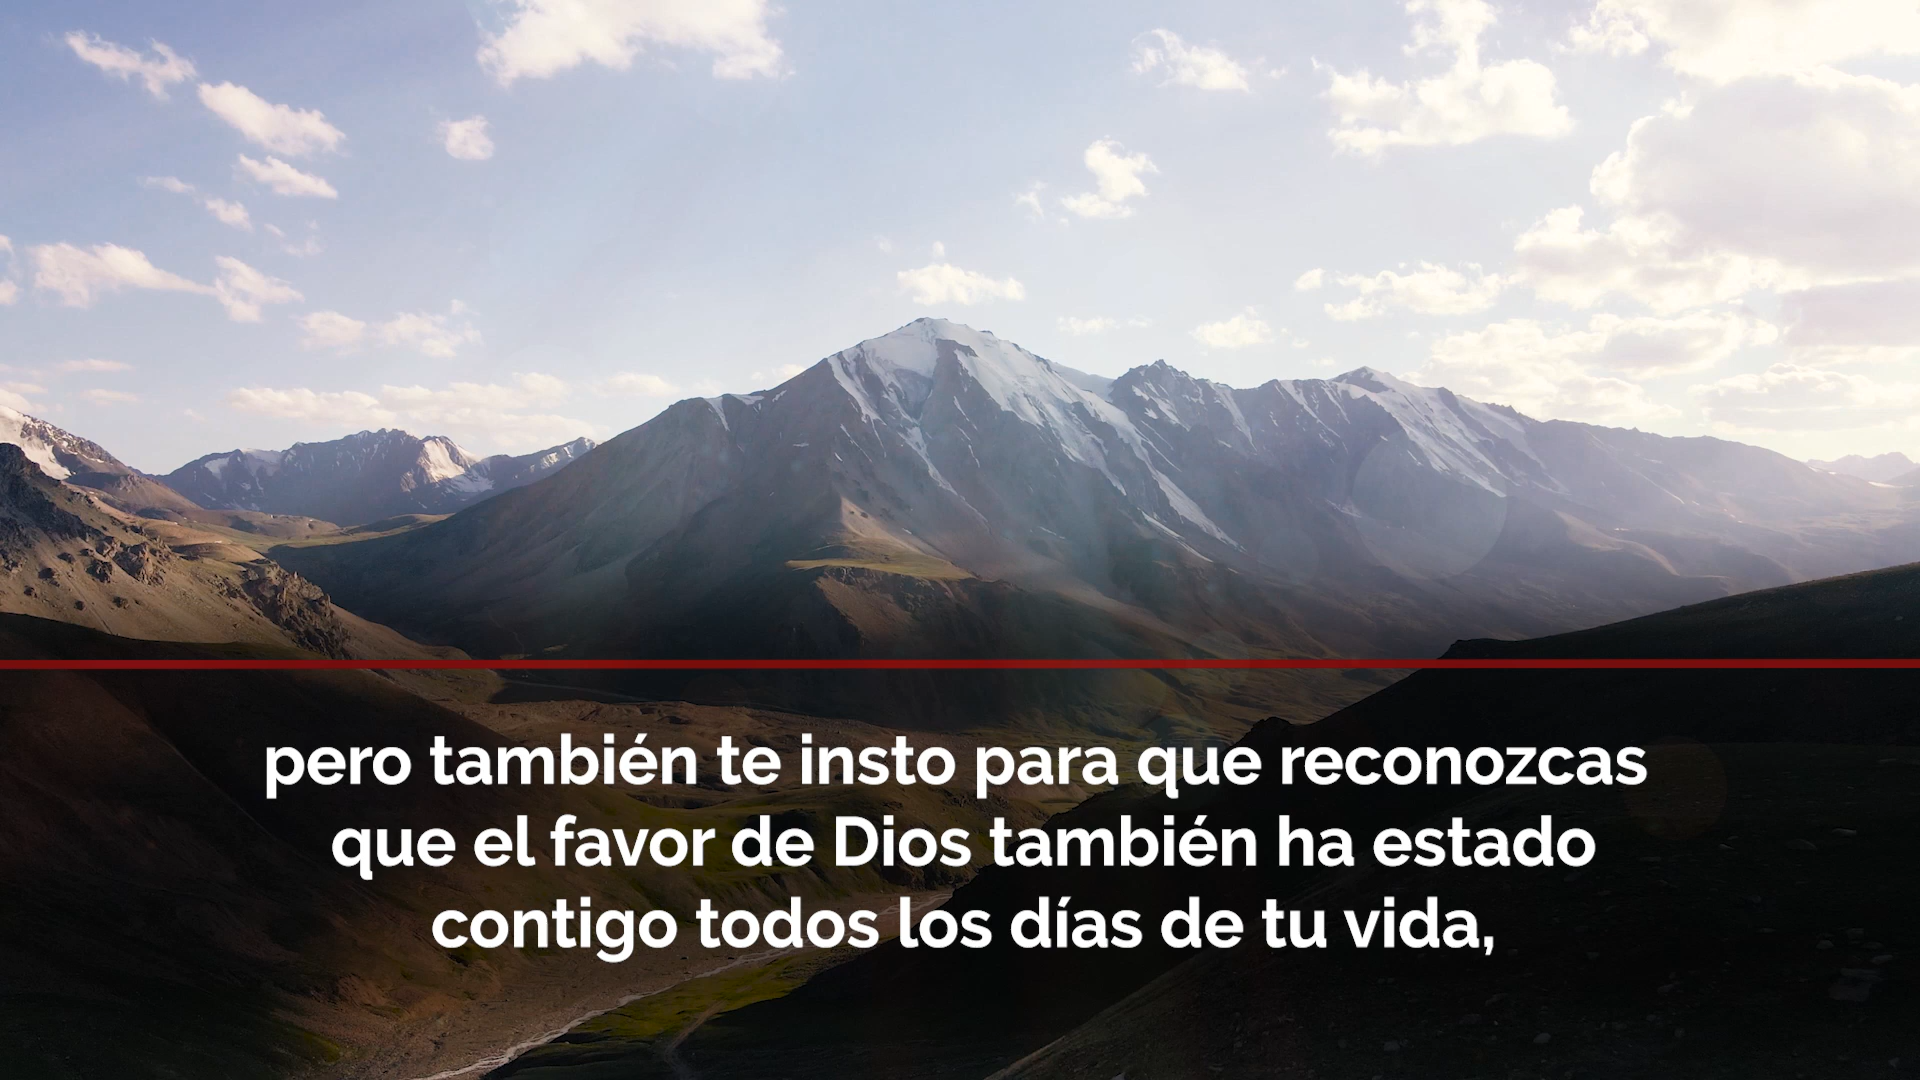 pero también te insto para que reconozcas
que el favor de Dios también ha estado
contigo todos los días de tu vida,